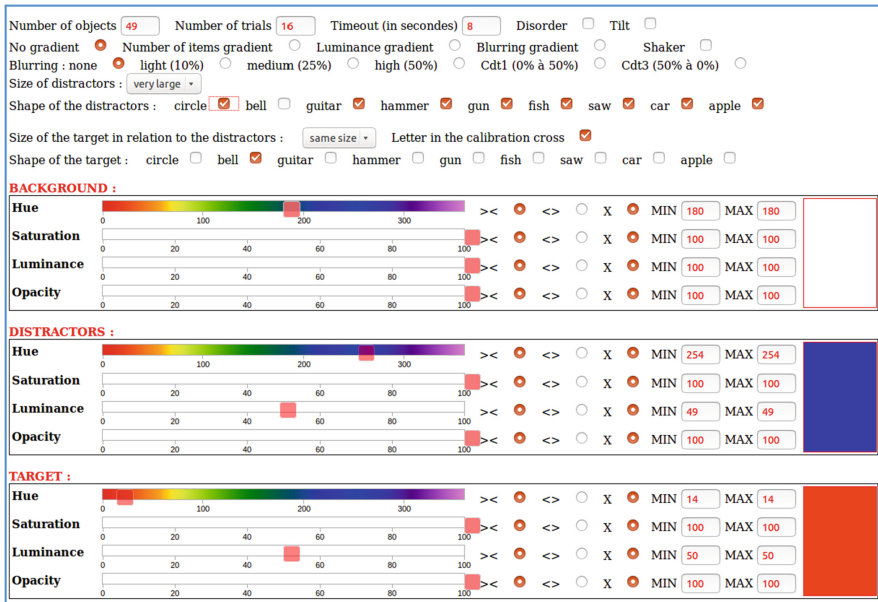 Number of objects 49 Number of trials 16 Timeout (in secondes) 8 Disorder Tilt
No gradient Number of items gradient Luminance gradient Blurring gradient Shaker
Blurring : none light (10%) medium (25%) high (50%) Cdt1 (0% à 50%) Cdt3 (50% à 0%)
Size of distractors : very large
Shape of the distractors : circle bell guitar hammer gun fish saw car apple
Size of the target in relation to the distractors : same size Letter in the calibration cross
Shape of the target : circle bell guitar hammer gun fish saw car apple
BACKGROUND :
Hue >< <> X MIN 180 MAX 180
0 100 200 300
Saturation >< <> X MIN 100 MAX 100
0 20 40 60 80 100
Luminance >< <> X MIN 100 MAX 100
0 20 40 60 80 100
Opacity >< <> X MIN 100 MAX 100
0 20 40 60 80 100
DISTRACTORS :
Hue >< <> X MIN 254 MAX 254
0 100 200 300
Saturation >< <> X MIN 100 MAX 100
0 20 40 60 80 100
Luminance >< <> X MIN 49 MAX 49
0 20 40 60 80 100
Opacity >< <> X MIN 100 MAX 100
0 20 40 60 80 100
TARGET :
Hue >< <> X MIN 14 MAX 14
0 100 200 300
Saturation >< <> X MIN 100 MAX 100
0 20 40 60 80 100
Luminance >< <> X MIN 50 MAX 50
0 20 40 60 80 100
Opacity >< <> X MIN 100 MAX 100
0 20 40 60 80 100